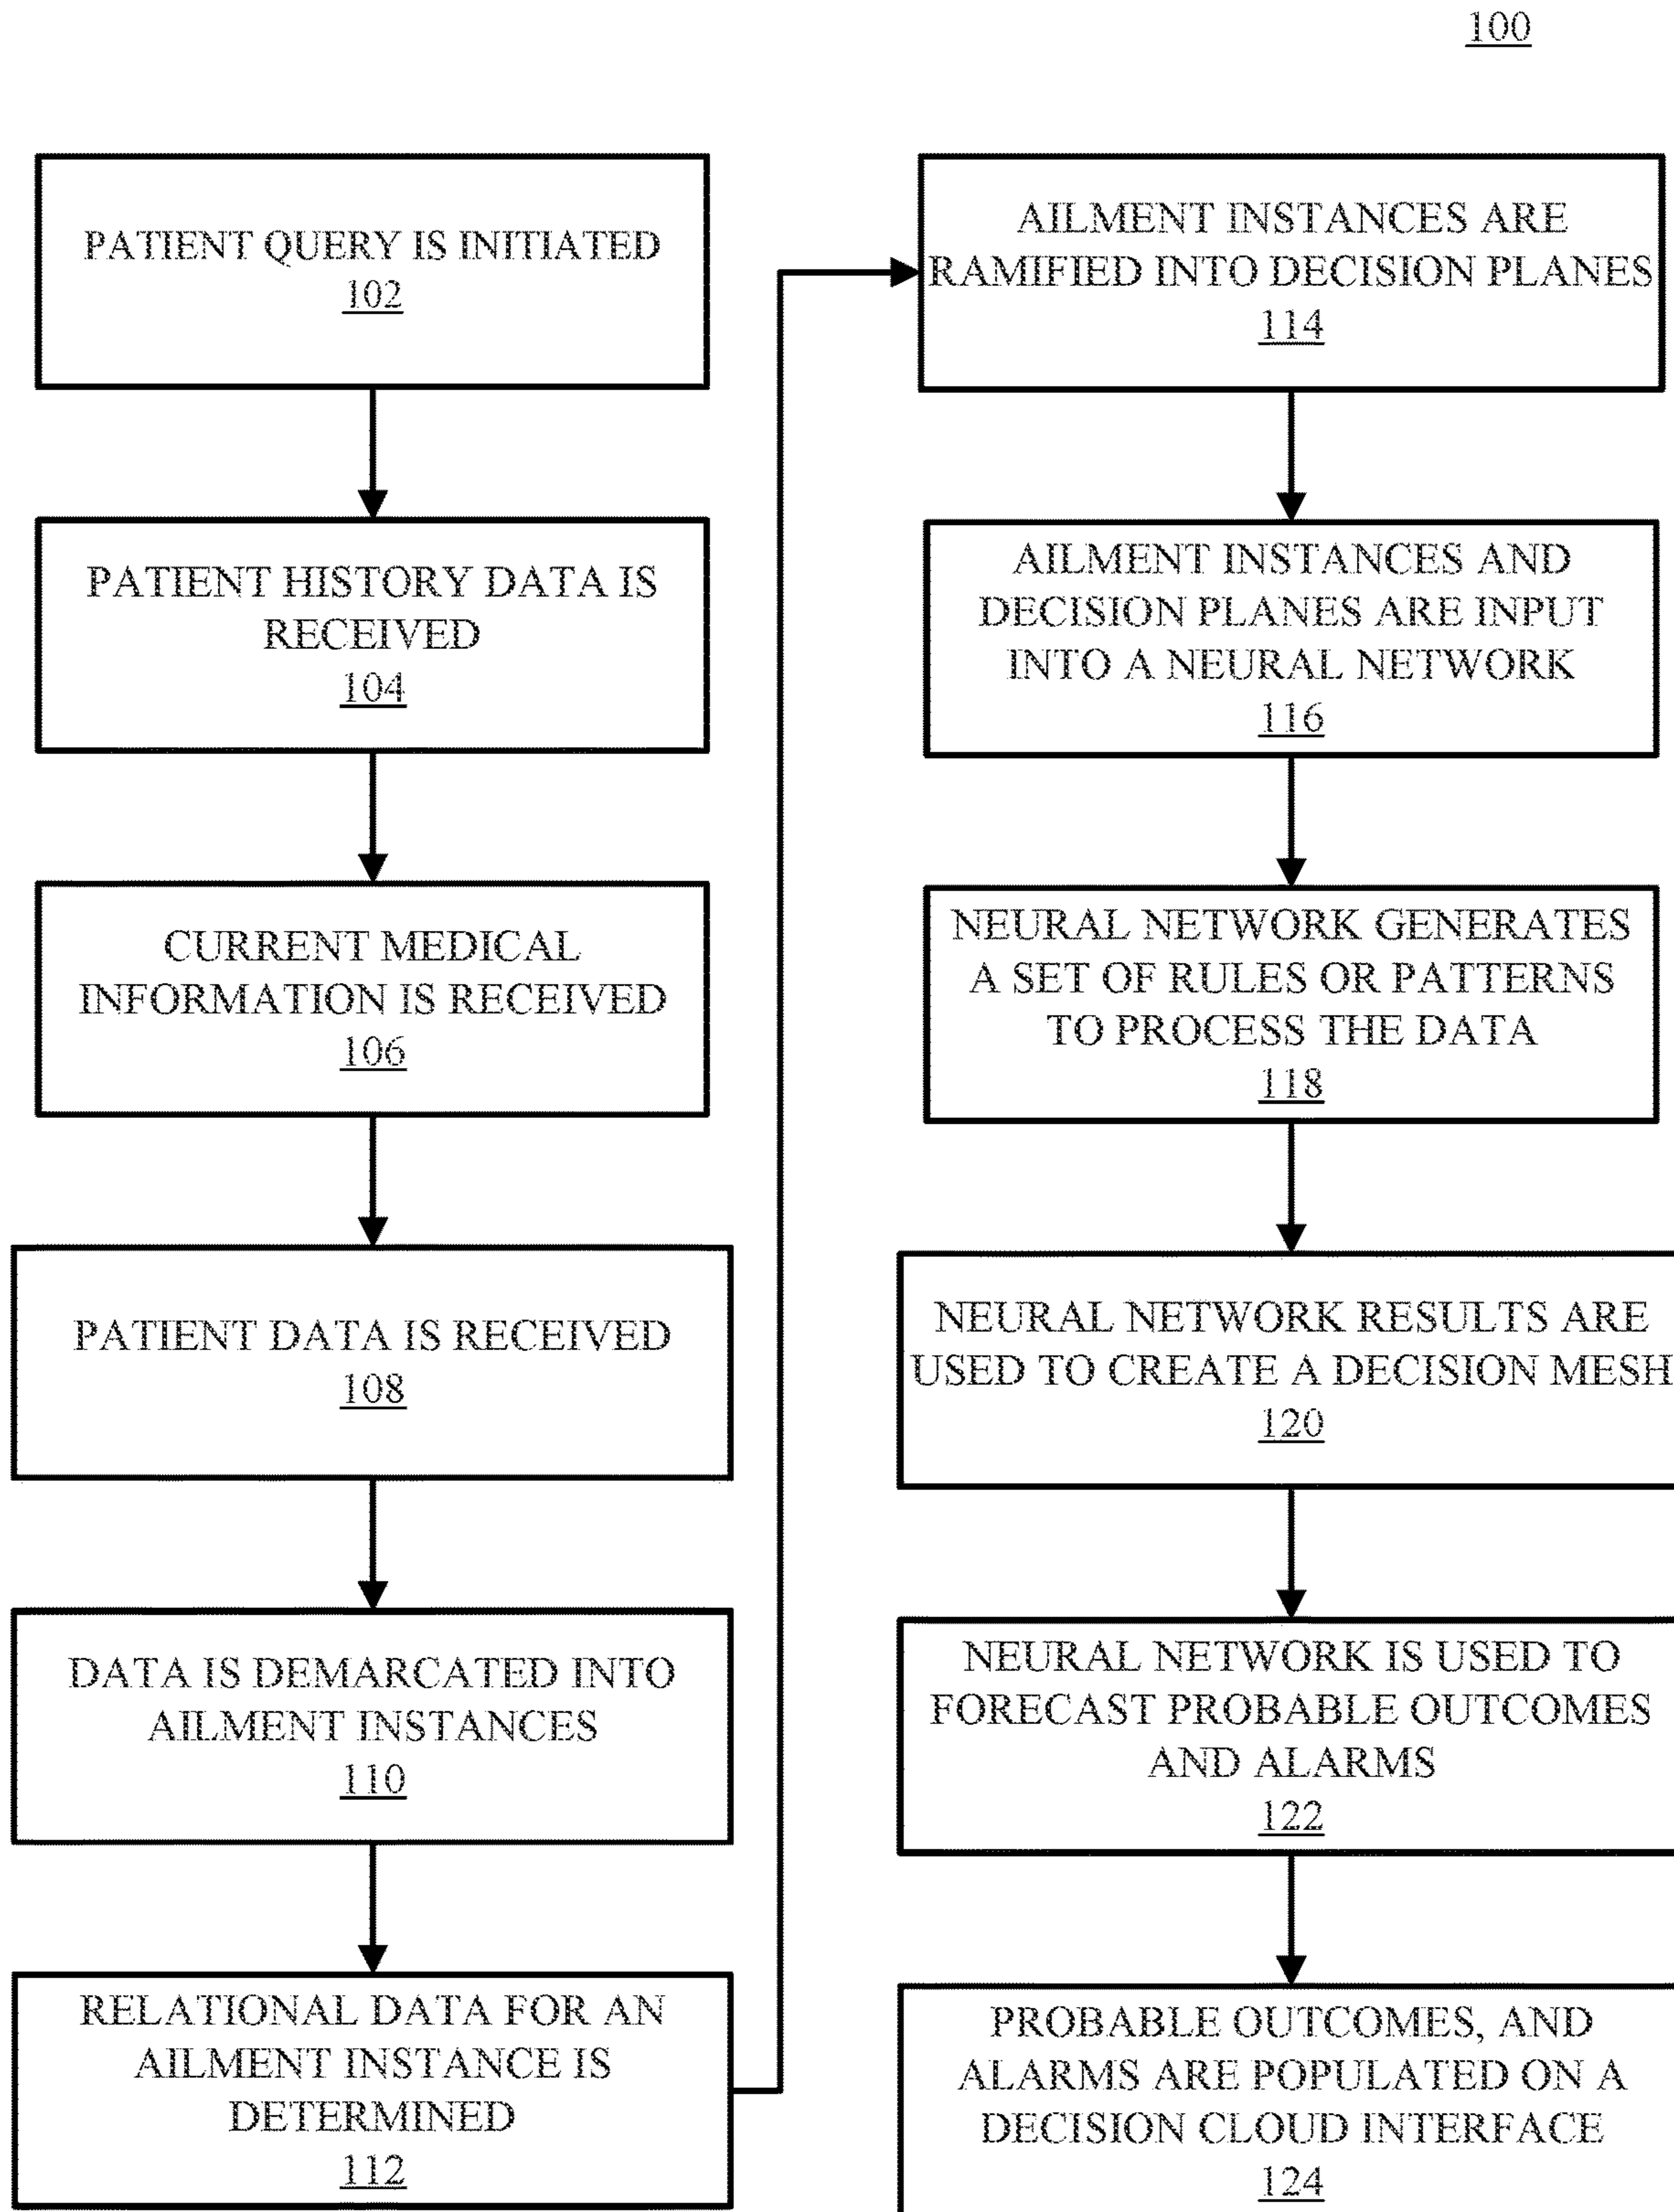 100
PATIENT QUERY IS INITIATED
102
PATIENT HISTORY DATA IS
RECEIVED
104
CURRENT MEDICAL
INFORMATION IS RECEIVED
106
PATIENT DATA IS RECEIVED
108
DATA IS DEMARCATED INTO
AILMENT INSTANCES
110
RELATIONAL DATA FOR AN
AILMENT INSTANCE IS
DETERMINED
112
AILMENT INSTANCES ARE
RAMIFIED INTO DECISION PLANES
114
AILMENT INSTANCES AND
DECISION PLANES ARE INPUT
INTO A NEURAL NETWORK
116
NEURAL NETWORK GENERATES
A SET OF RULES OR PATTERNS
TO PROCESS THE DATA
118
NEURAL NETWORK RESULTS ARE
USED TO CREATE A DECISION MESH
120
NEURAL NETWORK IS USED TO
FORECAST PROBABLE OUTCOMES
AND ALARMS
122
PROBABLE OUTCOMES, AND
ALARMS ARE POPULATED ON A
DECISION CLOUD INTERFACE
124